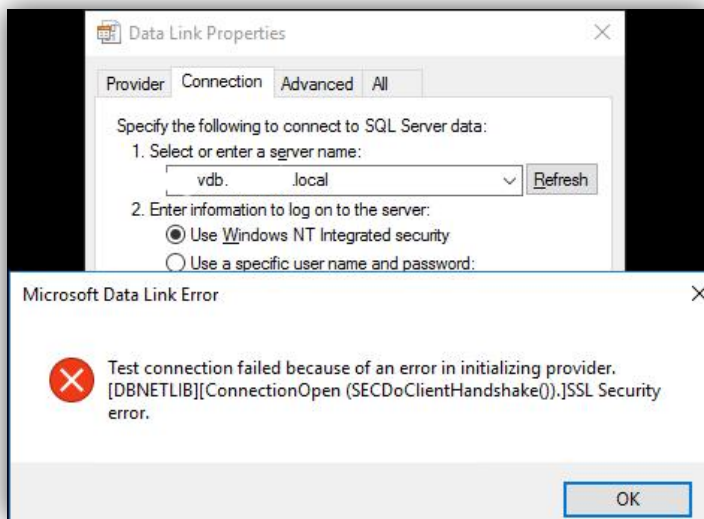 Data Link Properties
Provider Connection Advanced All
Specify the following to connect to SQL Server data:
1. Select or enter a server name:
vdb. .local Refresh
2. Enter information to log on to the server:
Use Windows NT Integrated security
Use a specific user name and password:
Microsoft Data Link Error
Test connection failed because of an error in initializing provider.
[DBNETLIB][ConnectionOpen (SECDoClientHandshake()).]SSL Security
error.
OK